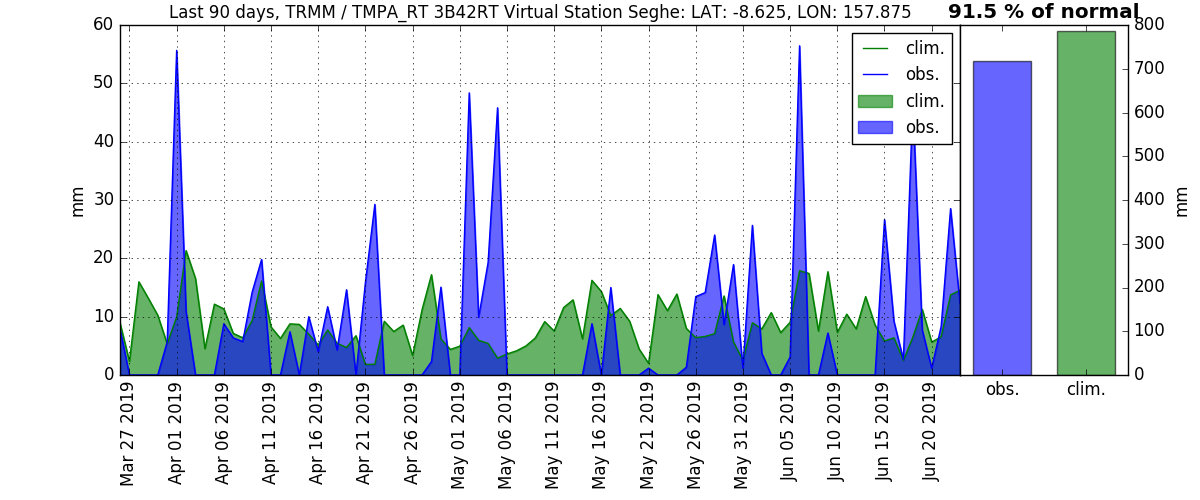 Last 90 days, TRMM / TMPA_RT 3B42RT Virtual Station Seghe: LAT: -8.625, LON: 157.875
91.5 % of normal
60
50
40
30
20
10
0
mm
clim.
obs.
clim.
obs.
800
700
600
500
400
300
200
100
0
mm
Mar 27 2019
Apr 01 2019
Apr 06 2019
Apr 11 2019
Apr 16 2019
Apr 21 2019
Apr 26 2019
May 01 2019
May 06 2019
May 11 2019
May 16 2019
May 21 2019
May 26 2019
May 31 2019
Jun 05 2019
Jun 10 2019
Jun 15 2019
Jun 20 2019
obs.
clim.